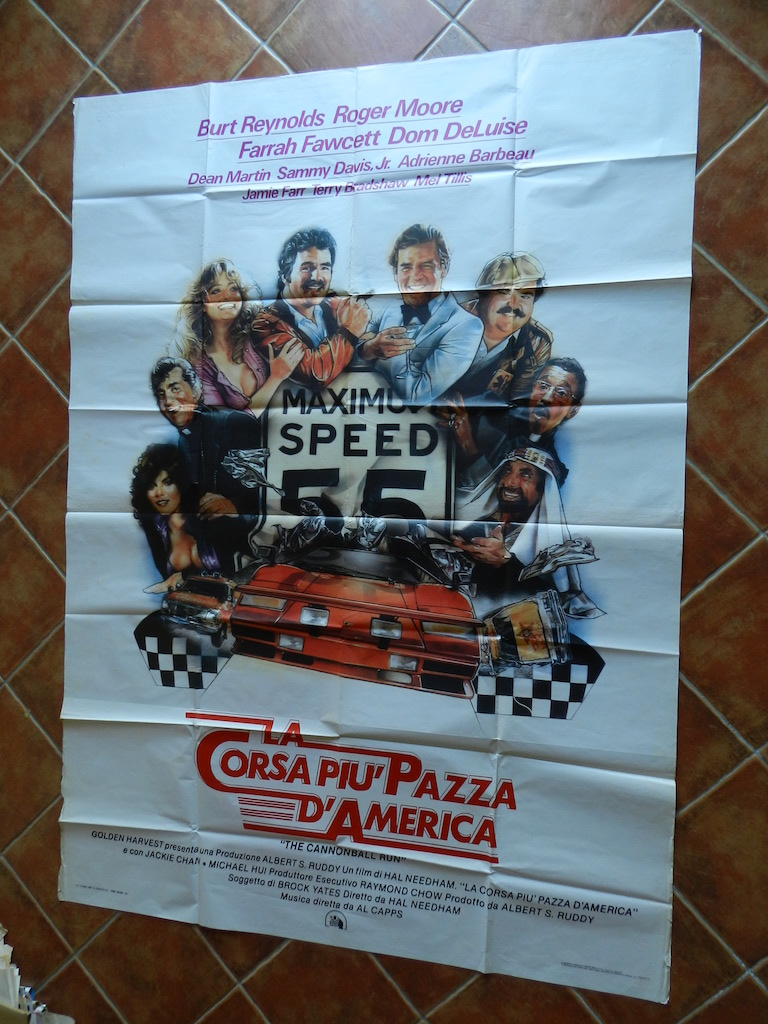 Burt Reynolds Roger Moore
Farrah Fawcett Dom DeLuise
Dean Martin Sammy Davis, Jr. Adrienne Barbeau
Jamie Farr Terry Bradshaw Mel Tillis
MAXIMUM
SPEED
55
LA
CORSA PIU' PAZZA
D'AMERICA
"THE CANNONBALL RUN"
GOLDEN HARVEST presenta una Produzione ALBERT S. RUDDY Un film di HAL NEEDHAM. "LA CORSA PIU' PAZZA D'AMERICA"
e con JACKIE CHAN • MICHAEL HUI Produttore Esecutivo RAYMOND CHOW Prodotto da ALBERT S. RUDDY
Soggetto di BROCK YATES Diretto da HAL NEEDHAM
Musica diretta da AL CAPPS